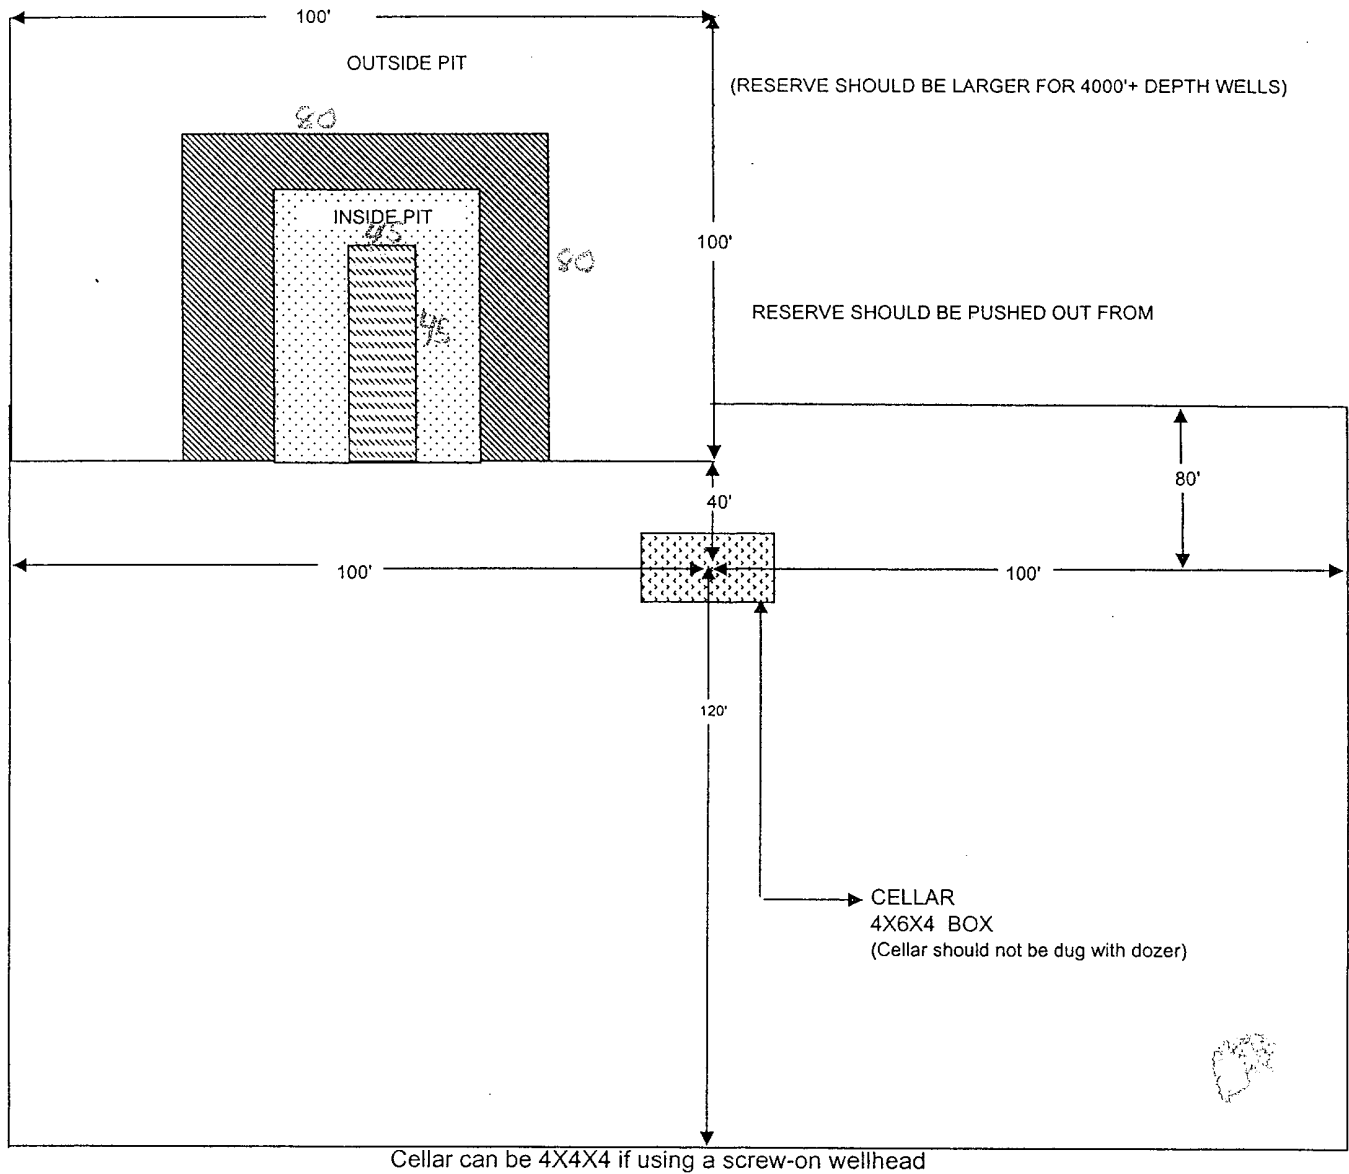 100'
OUTSIDE PIT
(RESERVE SHOULD BE LARGER FOR 4000'+ DEPTH WELLS)
80
INSIDE PIT
45
100'
80
RESERVE SHOULD BE PUSHED OUT FROM
45
80'
40'
100'
100'
120'
CELLAR
4X6X4 BOX
(Cellar should not be dug with dozer)
Cellar can be 4X4X4 if using a screw-on wellhead